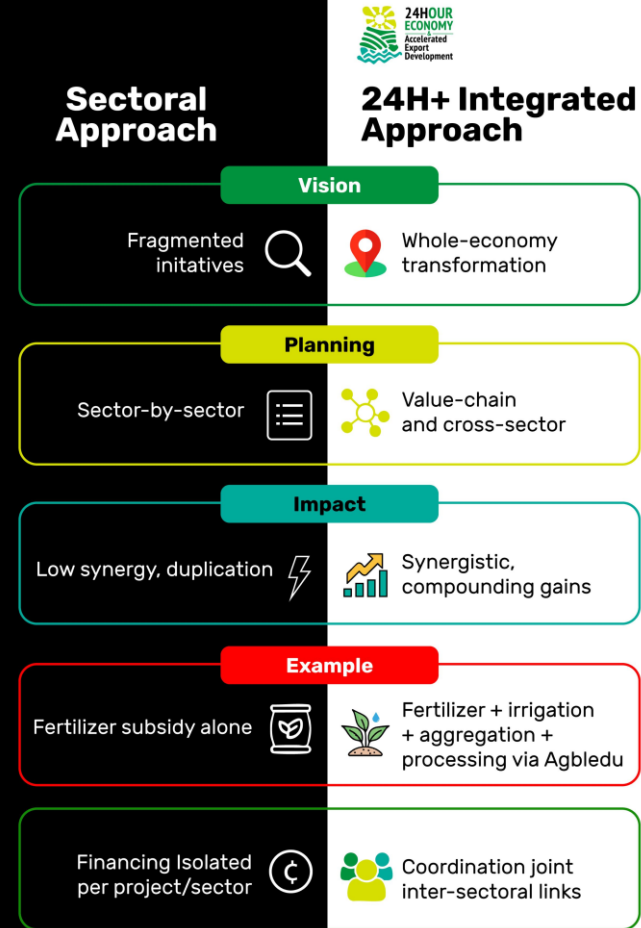 24HOUR
ECONOMY
&
Accelerated
Export
Development
Sectoral
Approach
24H+ Integrated
Approach
Vision
Fragmented
initatives
Whole-economy
transformation
Planning
Sector-by-sector
Value-chain
and cross-sector
Impact
Low synergy, duplication
Synergistic,
compounding gains
Example
Fertilizer subsidy alone
Fertilizer + irrigation
+ aggregation +
processing via Agbledu
Financing Isolated
per project/sector
¢
Coordination joint
inter-sectoral links